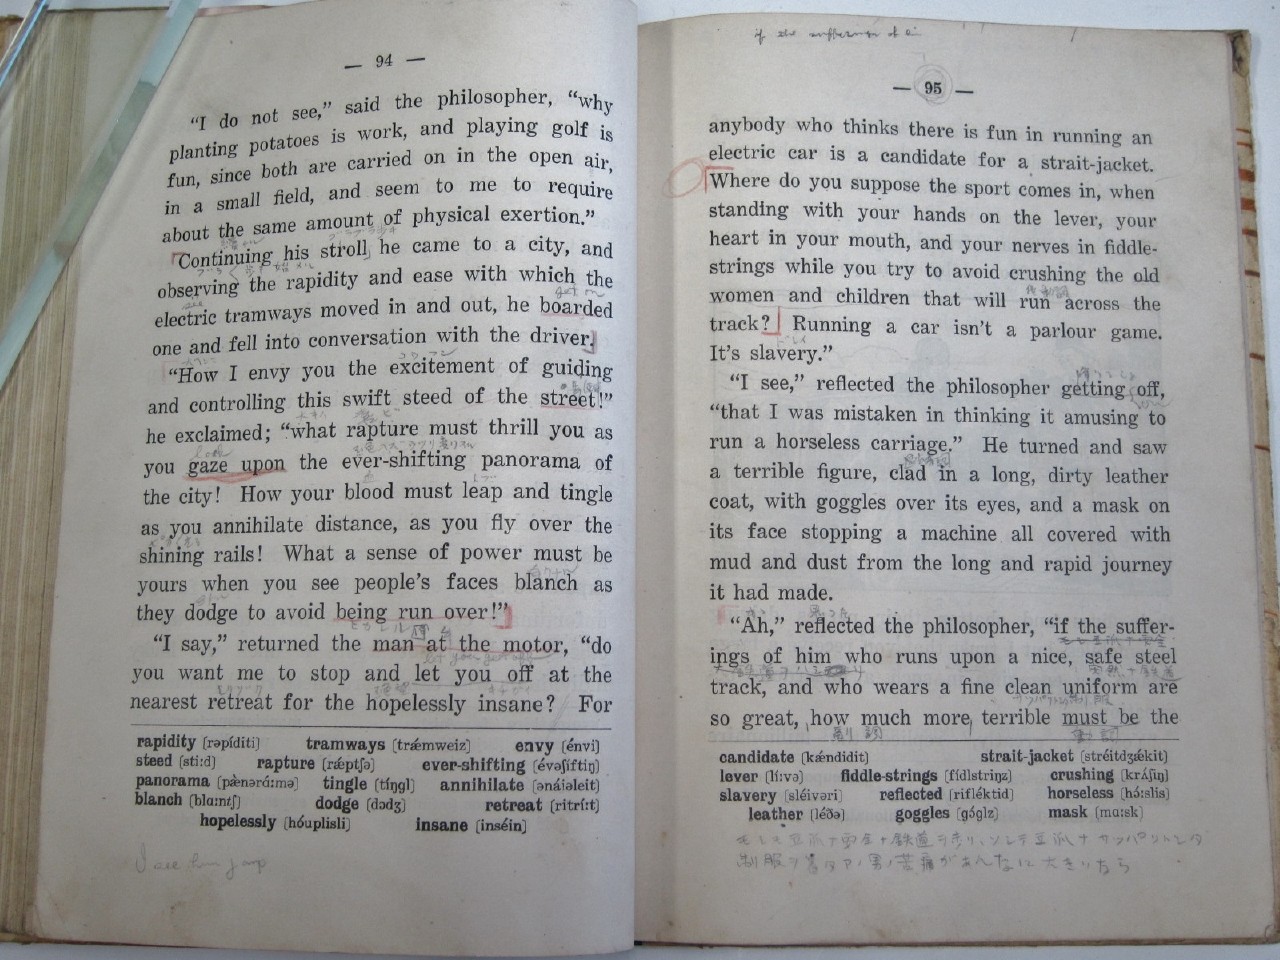 — 94 —
“I do not see,” said the philosopher, “why
planting potatoes is work, and playing golf is
fun, since both are carried on in the open air,
in a small field, and seem to me to require
about the same amount of physical exertion.”
Continuing his stroll he came to a city, and
observing the rapidity and ease with which the
get on
electric tramways moved in and out, he boarded
one and fell into conversation with the driver.
“How I envy you the excitement of guiding
and controlling this swift steed of the street!”
he exclaimed; “what rapture must thrill you as
look
you gaze upon the ever-shifting panorama of
the city! How your blood must leap and tingle
as you annihilate distance, as you fly over the
shining rails! What a sense of power must be
yours when you see people’s faces blanch as
they dodge to avoid being run over!”
“I say,” returned the man at the motor, “do
you want me to stop and let you off at the
nearest retreat for the hopelessly insane? For
rapidity [rəpíditi] tramways [trǽmweiz] envy [énvi]
steed [sti:d] rapture [rǽptʃə] ever-shifting [évəʃíftiŋ]
panorama [pæ̀nərá:mə] tingle [tíŋgl] annihilate [ənáiəleit]
blanch [bla:ntʃ] dodge [dɔdʒ] retreat [ritrí:t]
hopelessly [hóuplisli] insane [inséin]
I see him jump
if the sufferings of
— 95 —
anybody who thinks there is fun in running an
electric car is a candidate for a strait-jacket.
Where do you suppose the sport comes in, when
standing with your hands on the lever, your
heart in your mouth, and your nerves in fiddle-
strings while you try to avoid crushing the old
women and children that will run across the
track? Running a car isn’t a parlour game.
It’s slavery.”
“I see,” reflected the philosopher getting off,
“that I was mistaken in thinking it amusing to
run a horseless carriage.” He turned and saw
a terrible figure, clad in a long, dirty leather
coat, with goggles over its eyes, and a mask on
its face stopping a machine all covered with
mud and dust from the long and rapid journey
it had made.
“Ah,” reflected the philosopher, “if the suffer-
ings of him who runs upon a nice, safe steel
track, and who wears a fine clean uniform are
so great, how much more terrible must be the
副詞
candidate [kǽndidit] strait-jacket [stréitdʒǽkit]
lever [lí:və] fiddle-strings [fídlstriŋz] crushing [kráʃiŋ]
slavery [sléivəri] reflected [rifléktid] horseless [hɔ́:slis]
leather [léðə] goggles [gɔ́glz] mask [ma:sk]